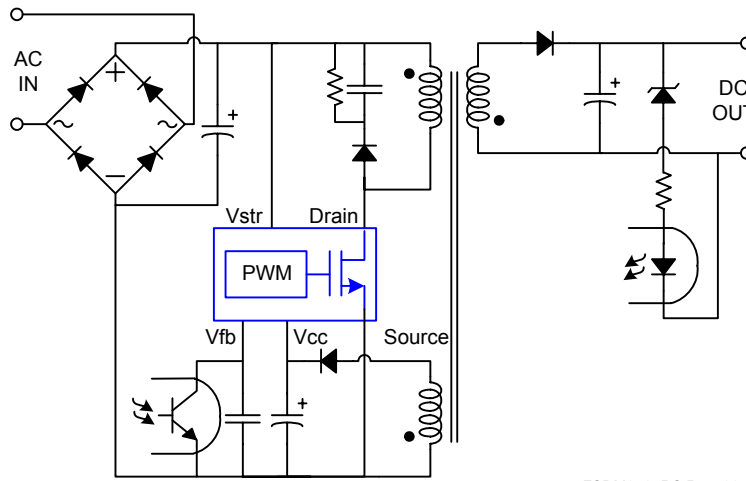 AC
IN
+
~
~
−
+
+
DC
OUT
Vstr
Drain
PWM
Vfb
Vcc
Source
+